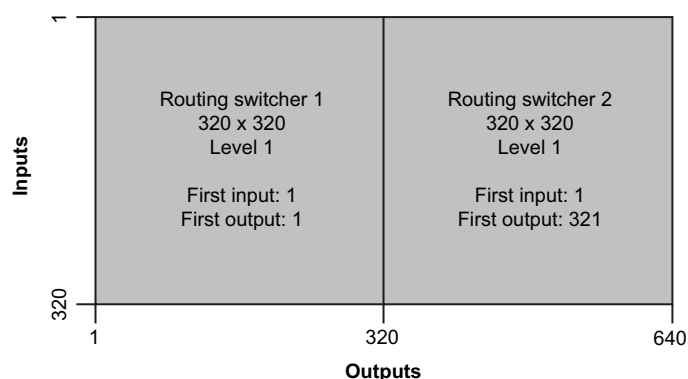 1
Inputs
320
Routing switcher 1
320 x 320
Level 1
First input: 1
First output: 1
Routing switcher 2
320 x 320
Level 1
First input: 1
First output: 321
1
320
640
Outputs